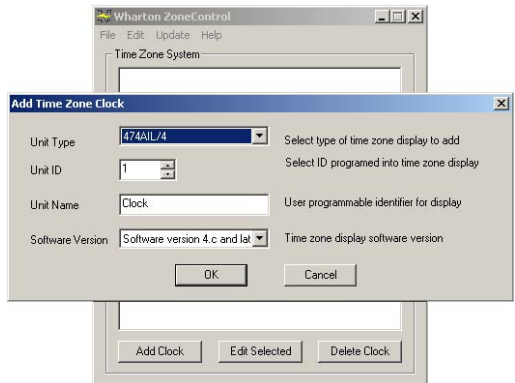 Wharton ZoneControl
File Edit Update Help
Time Zone System
Add Time Zone Clock
Unit Type 474AIL/4 Select type of time zone display to add
Unit ID 1 Select ID programed into time zone display
Unit Name Clock User programmable identifier for display
Software Version Software version 4.c and lat Time zone display software version
OK Cancel
Add Clock Edit Selected Delete Clock